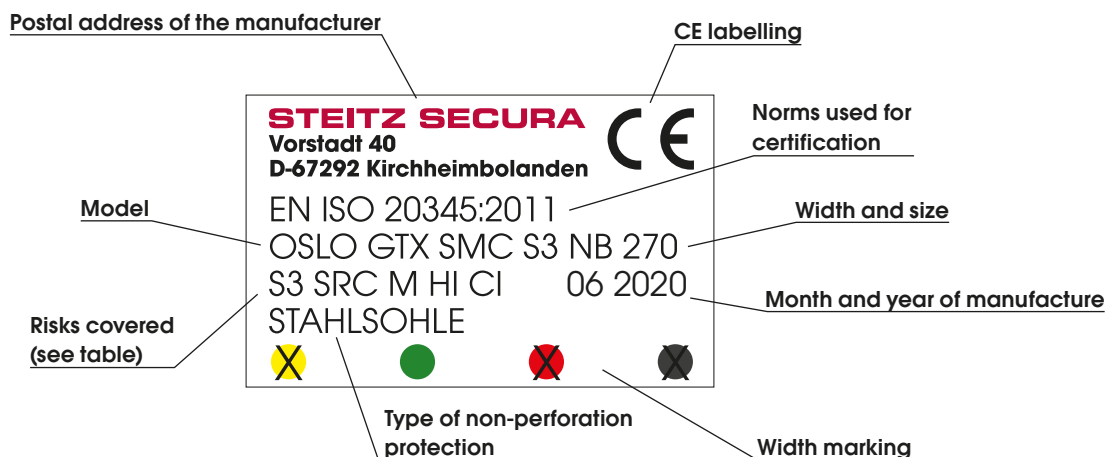 Postal address of the manufacturer
CE labelling
STEITZ SECURA
Vorstadt 40
D-67292 Kirchheimbolanden
CE
Norms used for
certification
EN ISO 20345:2011
Model
OSLO GTX SMC S3 NB 270
Width and size
S3 SRC M HI CI 06 2020
Month and year of manufacture
Risks covered
(see table)
STAHLSOHLE
X X X
Type of non-perforation
protection
Width marking